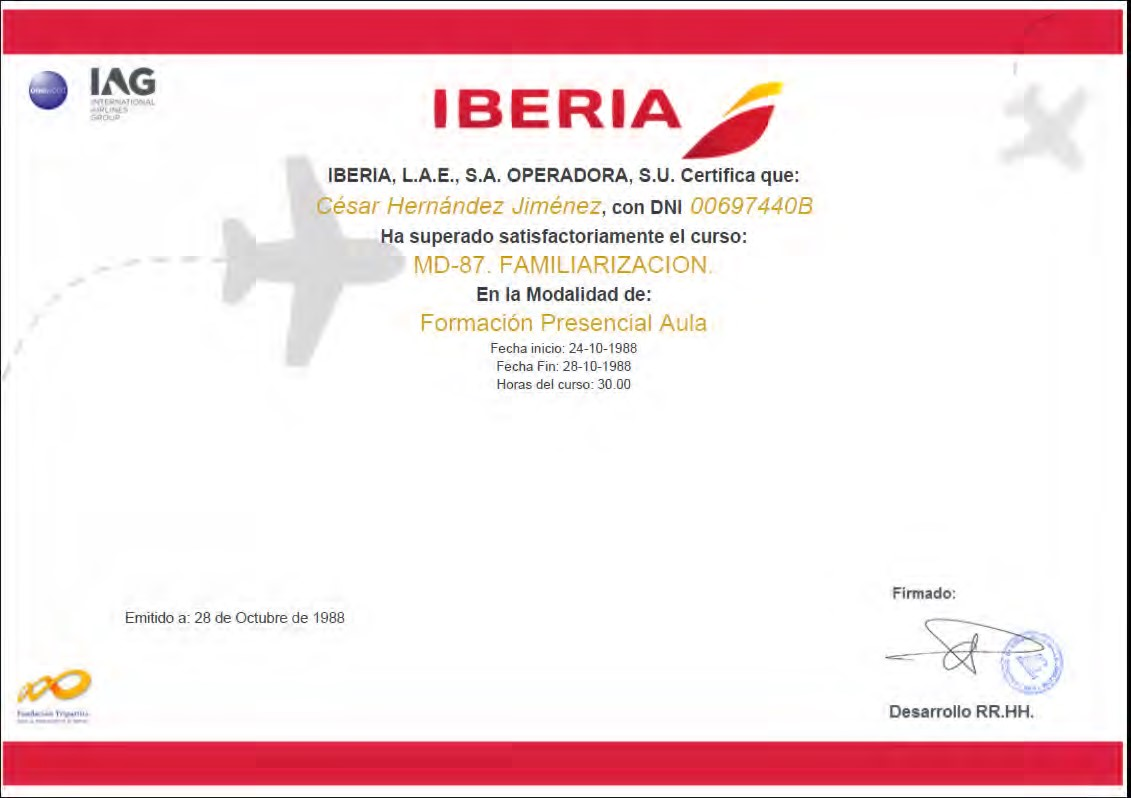 oneworld
IAG
INTERNATIONAL
AIRLINES
GROUP
IBERIA
IBERIA, L.A.E., S.A. OPERADORA, S.U. Certifica que:
César Hernández Jiménez, con DNI 00697440B
Ha superado satisfactoriamente el curso:
MD-87. FAMILIARIZACION.
En la Modalidad de:
Formación Presencial Aula
Fecha inicio: 24-10-1988
Fecha Fin: 28-10-1988
Horas del curso: 30.00
Firmado:
Emitido a: 28 de Octubre de 1988
Fundación Tripartita
Desarrollo RR.HH.